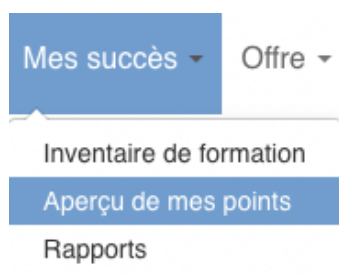 Mes succès Offre
Inventaire de formation
Aperçu de mes points
Rapports